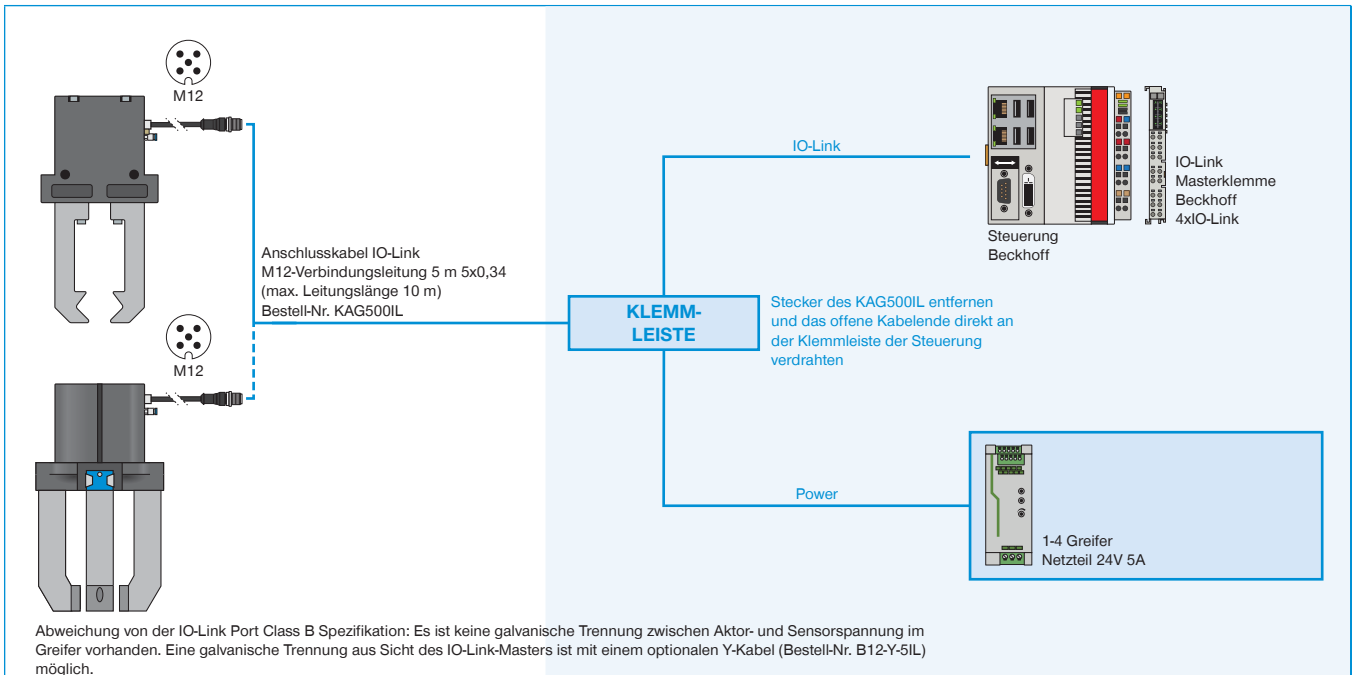 M12
Anschlusskabel IO-Link
M12-Verbindungsleitung 5 m 5x0,34
(max. Leitungslänge 10 m)
Bestell-Nr. KAG500IL
M12
KLEMM-
LEISTE
Stecker des KAG500IL entfernen
und das offene Kabelende direkt an
der Klemmleiste der Steuerung
verdrahten
IO-Link
Steuerung
Beckhoff
IO-Link
Masterklemme
Beckhoff
4xIO-Link
Power
1-4 Greifer
Netzteil 24V 5A
Abweichung von der IO-Link Port Class B Spezifikation: Es ist keine galvanische Trennung zwischen Aktor- und Sensorspannung im
Greifer vorhanden. Eine galvanische Trennung aus Sicht des IO-Link-Masters ist mit einem optionalen Y-Kabel (Bestell-Nr. B12-Y-5IL)
möglich.